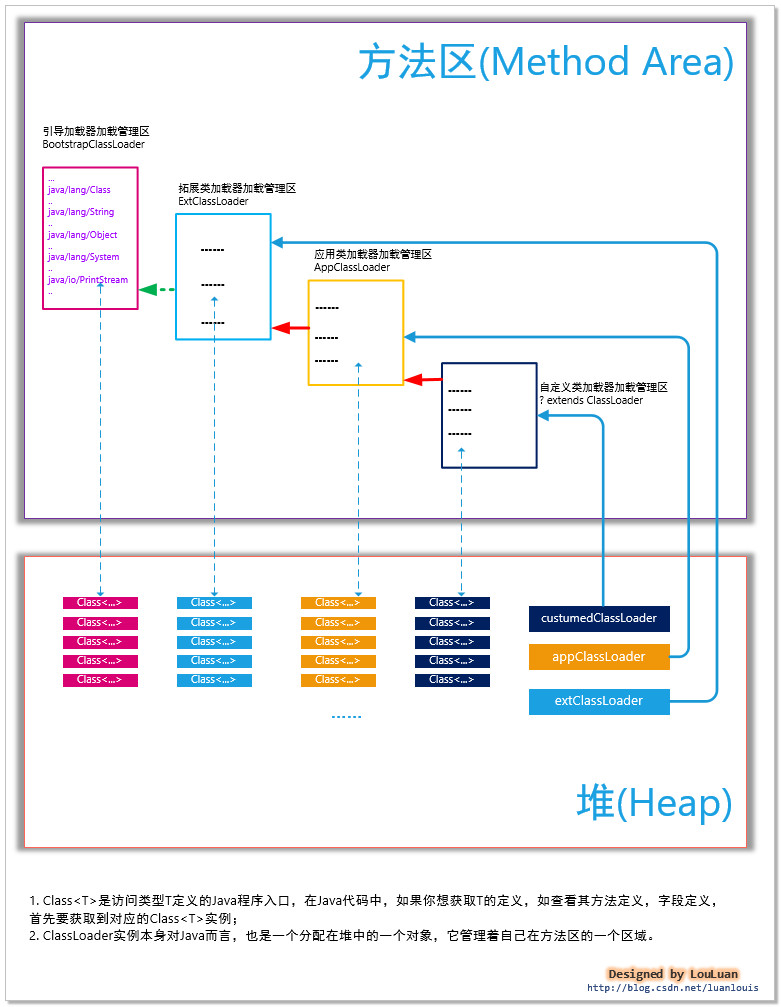 方法区(Method Area)
引导加载器加载管理区
BootstrapClassLoader
...
java/lang/Class
..
java/lang/String
..
java/lang/Object
..
java/lang/System
..
java/io/PrintStream
..
拓展类加载器加载管理区
ExtClassLoader
......
......
......
应用类加载器加载管理区
AppClassLoader
......
......
......
自定义类加载器加载管理区
? extends ClassLoader
......
......
......
Class<...> Class<...> Class<...> Class<...>
Class<...> Class<...> Class<...> Class<...>
Class<...> Class<...> Class<...> Class<...>
Class<...> Class<...> Class<...> Class<...>
Class<...> Class<...> Class<...> Class<...>
......
custumedClassLoader
appClassLoader
extClassLoader
堆(Heap)
1. Class<T>是访问类型T定义的Java程序入口，在Java代码中，如果你想获取T的定义，如查看其方法定义，字段定义，
首先要获取到对应的Class<T>实例；
2. ClassLoader实例本身对Java而言，也是一个分配在堆中的一个对象，它管理着自己在方法区的一个区域。
Designed by LouLuan
http://blog.csdn.net/luanlouis